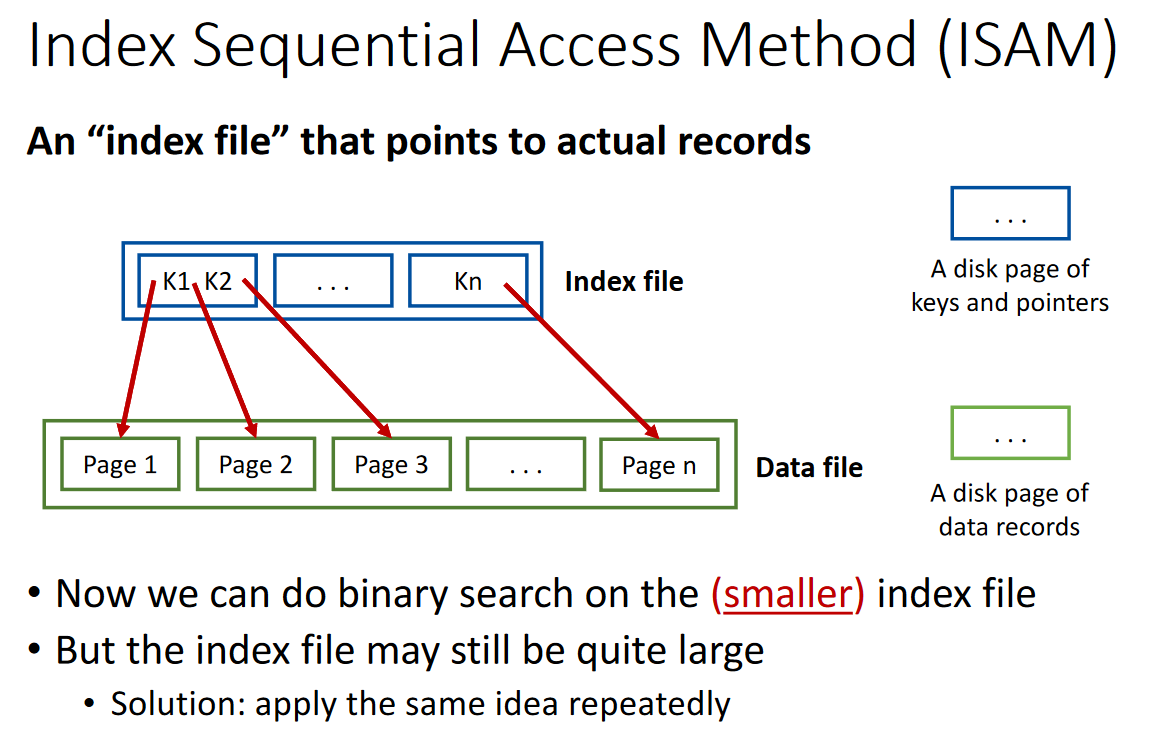 Index Sequential Access Method (ISAM)
An “index file” that points to actual records
. . .
A disk page of
keys and pointers
K1 K2
. . .
Kn
Index file
Page 1
Page 2
Page 3
. . .
Page n
Data file
. . .
A disk page of
data records
• Now we can do binary search on the (smaller) index file
• But the index file may still be quite large
• Solution: apply the same idea repeatedly